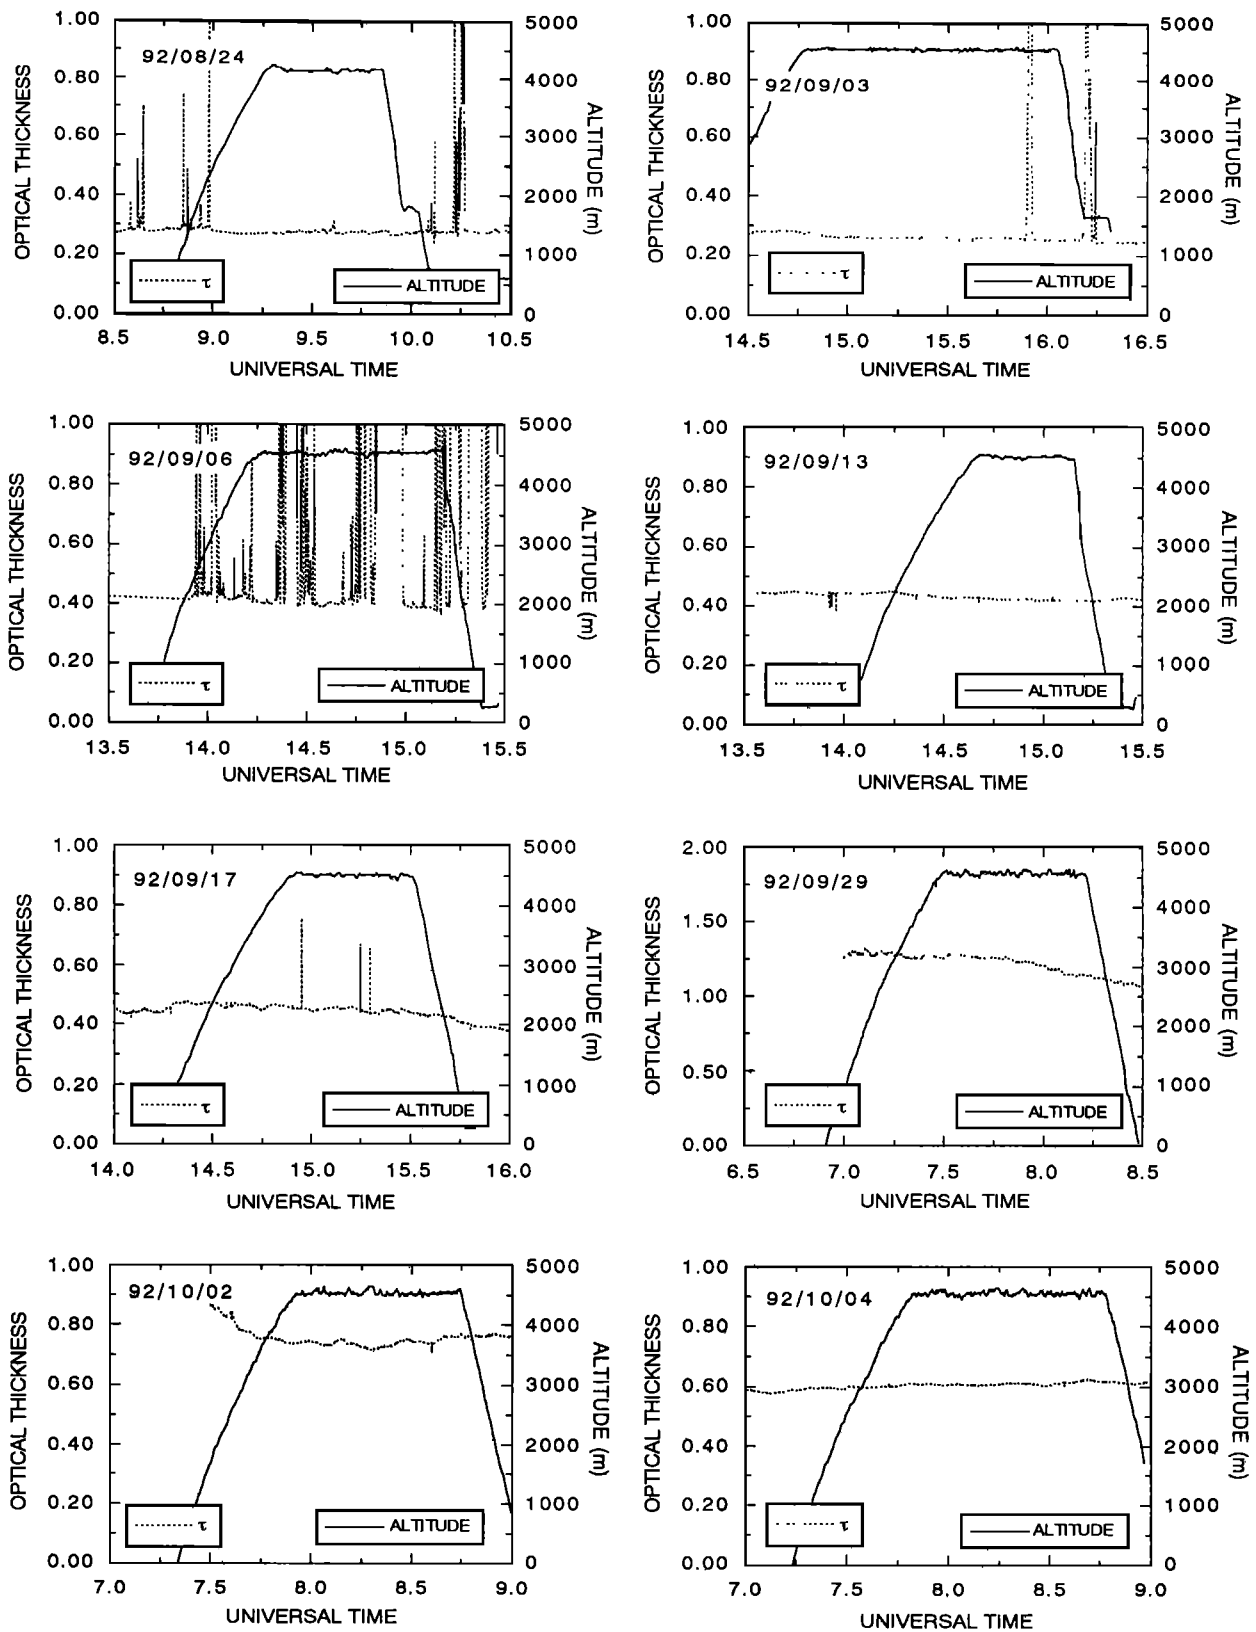 92/08/24
OPTICAL THICKNESS
1.00
0.80
0.60
0.40
0.20
0.00
5000
4000
3000
2000
1000
0
ALTITUDE (m)
τ
ALTITUDE
8.5 9.0 9.5 10.0 10.5
UNIVERSAL TIME
92/09/03
OPTICAL THICKNESS
1.00
0.80
0.60
0.40
0.20
0.00
5000
4000
3000
2000
1000
0
ALTITUDE (m)
τ
ALTITUDE
14.5 15.0 15.5 16.0 16.5
UNIVERSAL TIME
92/09/06
OPTICAL THICKNESS
1.00
0.80
0.60
0.40
0.20
0.00
5000
4000
3000
2000
1000
0
ALTITUDE (m)
τ
ALTITUDE
13.5 14.0 14.5 15.0 15.5
UNIVERSAL TIME
92/09/13
OPTICAL THICKNESS
1.00
0.80
0.60
0.40
0.20
0.00
5000
4000
3000
2000
1000
0
ALTITUDE (m)
τ
ALTITUDE
13.5 14.0 14.5 15.0 15.5
UNIVERSAL TIME
92/09/17
OPTICAL THICKNESS
1.00
0.80
0.60
0.40
0.20
0.00
5000
4000
3000
2000
1000
0
ALTITUDE (m)
τ
ALTITUDE
14.0 14.5 15.0 15.5 16.0
UNIVERSAL TIME
92/09/29
OPTICAL THICKNESS
2.00
1.50
1.00
0.50
0.00
5000
4000
3000
2000
1000
0
ALTITUDE (m)
τ
ALTITUDE
6.5 7.0 7.5 8.0 8.5
UNIVERSAL TIME
92/10/02
OPTICAL THICKNESS
1.00
0.80
0.60
0.40
0.20
0.00
5000
4000
3000
2000
1000
0
ALTITUDE (m)
τ
ALTITUDE
7.0 7.5 8.0 8.5 9.0
UNIVERSAL TIME
92/10/04
OPTICAL THICKNESS
1.00
0.80
0.60
0.40
0.20
0.00
5000
4000
3000
2000
1000
0
ALTITUDE (m)
τ
ALTITUDE
7.0 7.5 8.0 8.5 9.0
UNIVERSAL TIME